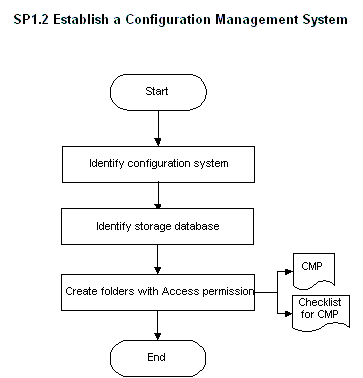 SP1.2 Establish a Configuration Management System
Start
Identify configuration system
Identify storage database
Create folders with Access permission
CMP
Checklist
for CMP
End